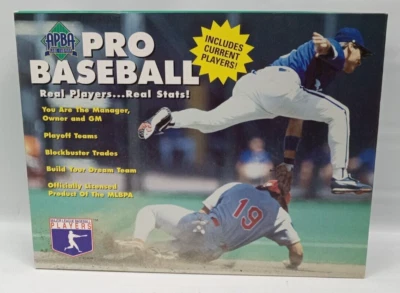 APBA
PRO
BASEBALL
INCLUDES
CURRENT
PLAYERS!
Real Players...Real Stats!
You Are The Manager,
Owner and GM
Playoff Teams
Blockbuster Trades
Build Your Dream Team
Officially Licensed
Product Of The MLBPA
PLAYERS
19